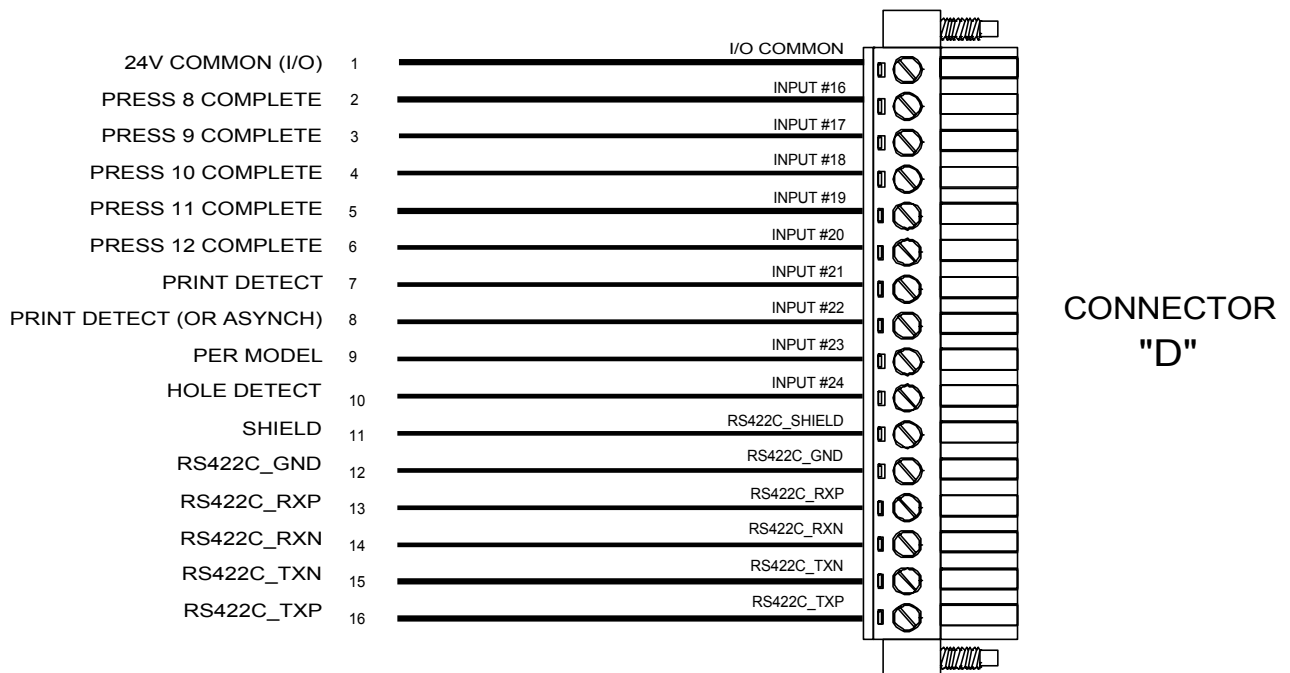 I/O COMMON
24V COMMON (I/O) 1
PRESS 8 COMPLETE 2 INPUT #16
PRESS 9 COMPLETE 3 INPUT #17
PRESS 10 COMPLETE 4 INPUT #18
PRESS 11 COMPLETE 5 INPUT #19
PRESS 12 COMPLETE 6 INPUT #20
PRINT DETECT 7 INPUT #21
PRINT DETECT (OR ASYNCH) 8 INPUT #22
PER MODEL 9 INPUT #23
HOLE DETECT 10 INPUT #24
SHIELD 11 RS422C_SHIELD
RS422C_GND 12 RS422C_GND
RS422C_RXP 13 RS422C_RXP
RS422C_RXN 14 RS422C_RXN
RS422C_TXN 15 RS422C_TXN
RS422C_TXP 16 RS422C_TXP
CONNECTOR
"D"